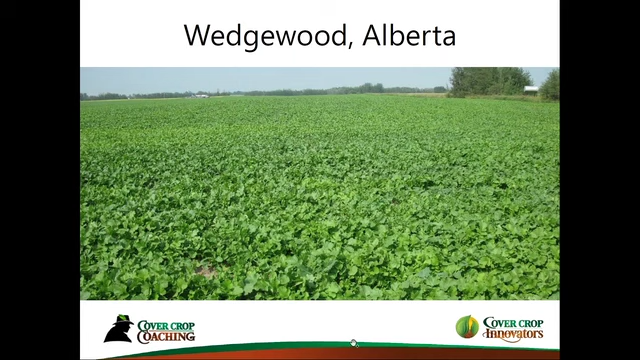 Wedgewood, Alberta
COVER CROP
COACHING
COVER CROP
Innovators